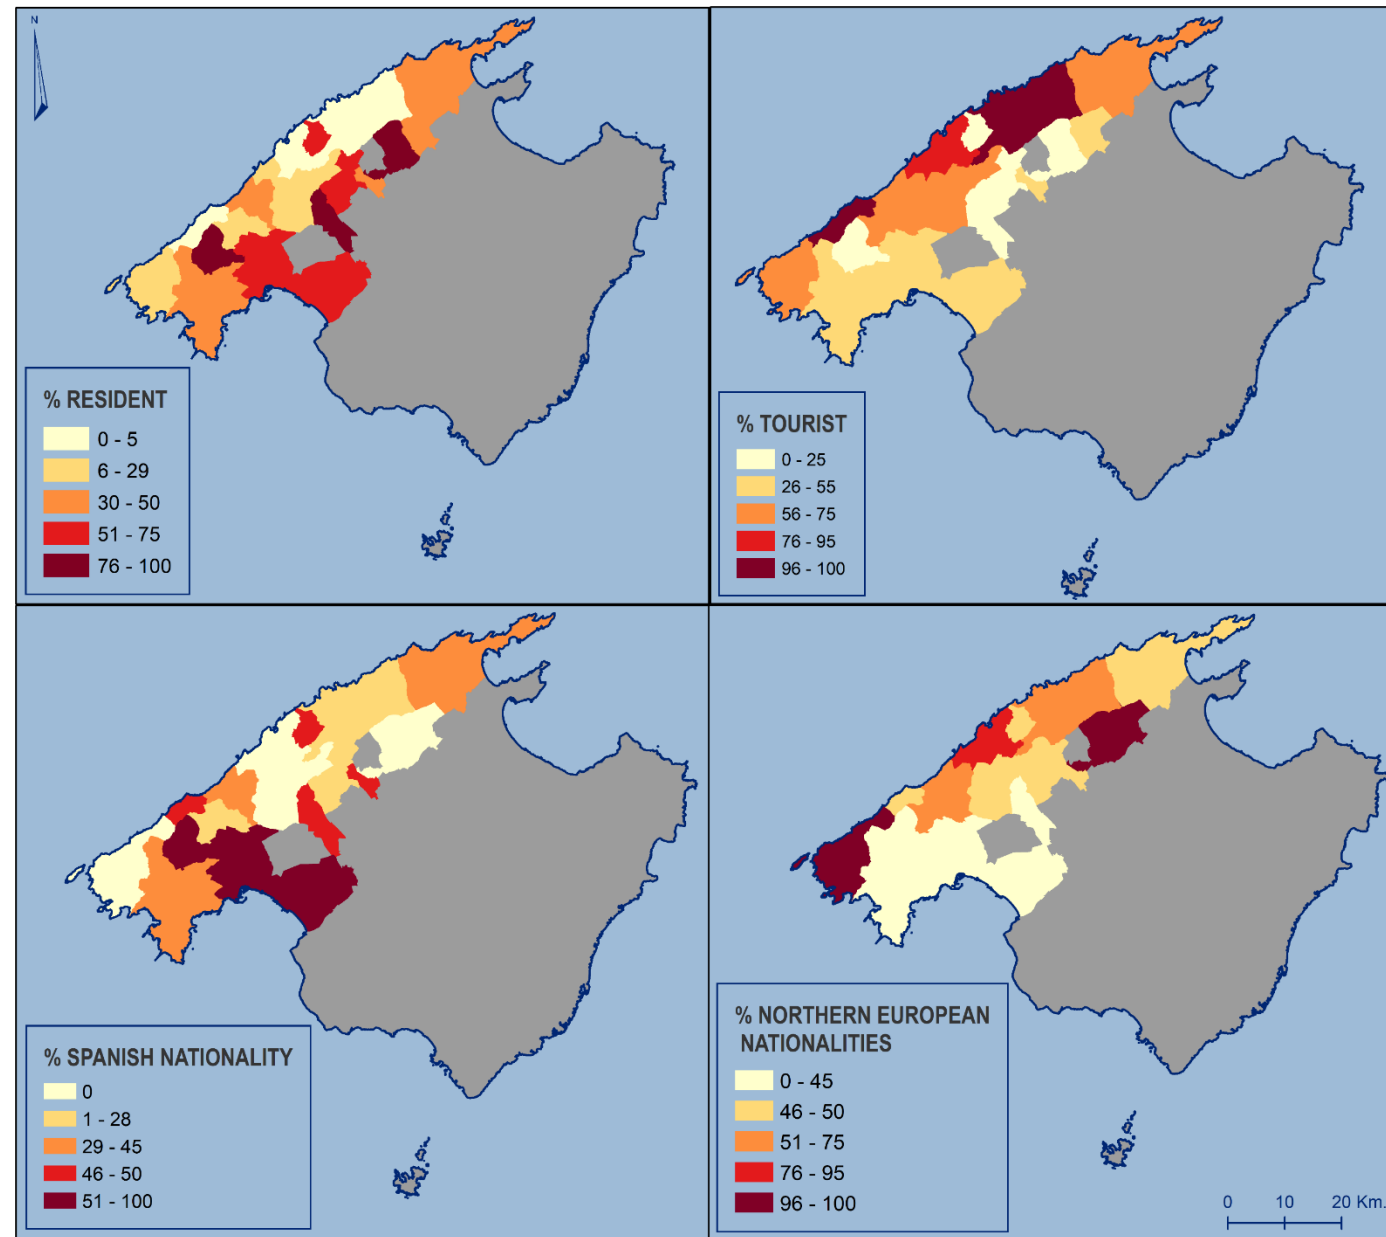 N
% RESIDENT
0 - 5
6 - 29
30 - 50
51 - 75
76 - 100
% TOURIST
0 - 25
26 - 55
56 - 75
76 - 95
96 - 100
% SPANISH NATIONALITY
0
1 - 28
29 - 45
46 - 50
51 - 100
% NORTHERN EUROPEAN
NATIONALITIES
0 - 45
46 - 50
51 - 75
76 - 95
96 - 100
0 10 20 Km.